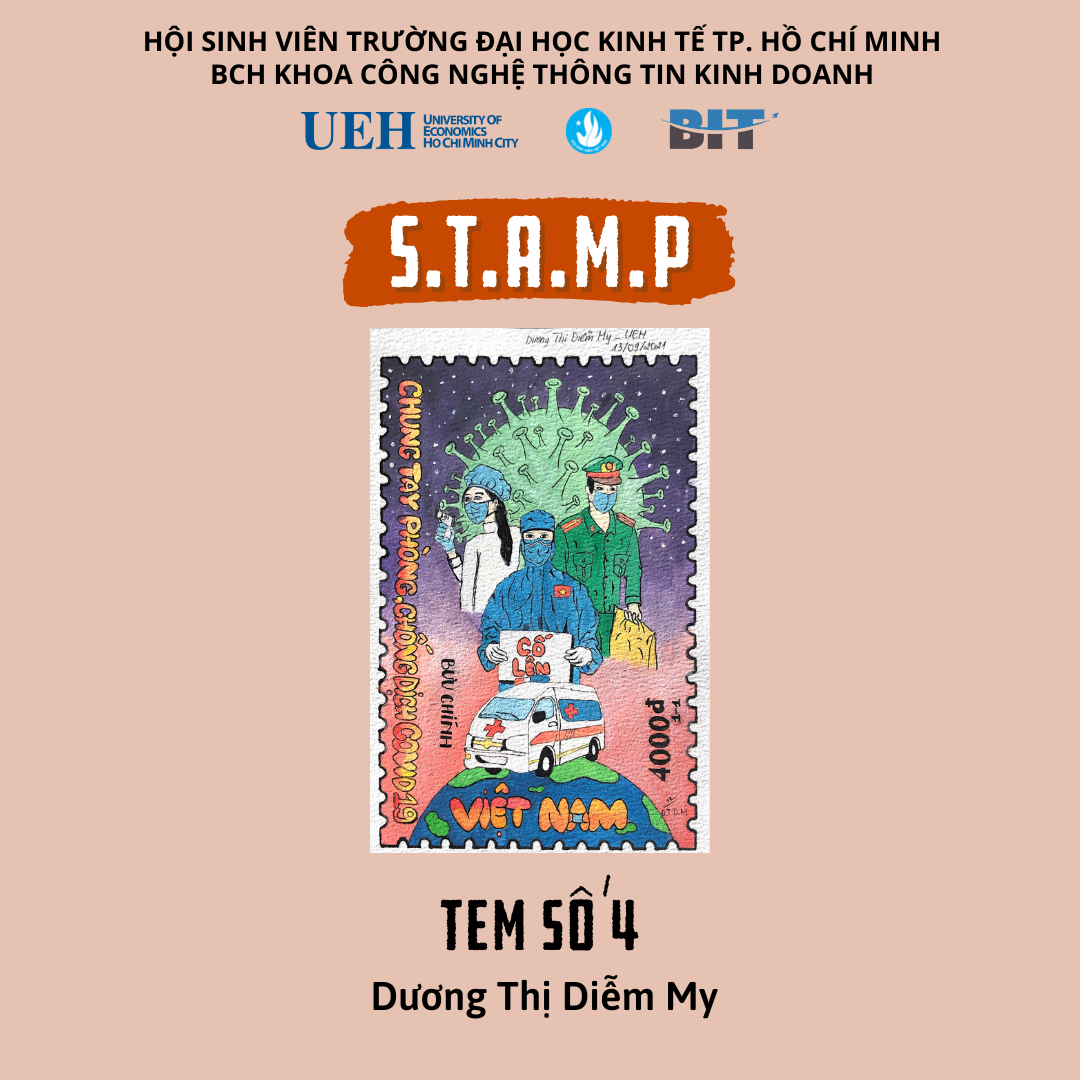 HỘI SINH VIÊN TRƯỜNG ĐẠI HỌC KINH TẾ TP. HỒ CHÍ MINH
BCH KHOA CÔNG NGHỆ THÔNG TIN KINH DOANH
UEH
UNIVERSITY OF
ECONOMICS
HO CHI MINH CITY
BIT
S.T.A.M.P
Dương Thị Diễm My - UEH
13/09/2021
CHUNG TAY PHÒNG, CHỐNG DỊCH COVID 19
CỐ
LÊN
BƯU CHÍNH
4000đ
VIỆT NAM
D.T.D.M
TEM SỐ 4
Dương Thị Diễm My